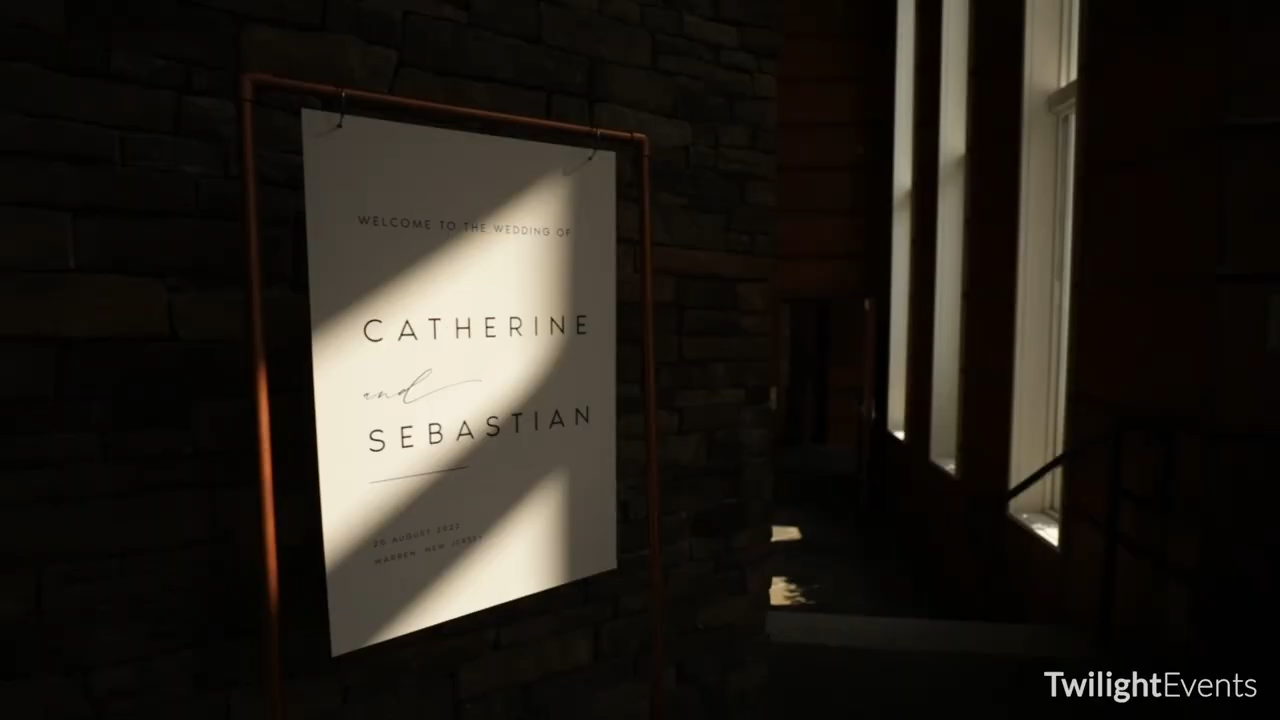 WELCOME TO THE WEDDING OF
CATHERINE
and
SEBASTIAN
20 AUGUST 2022
WARREN, NEW JERSEY
TwilightEvents